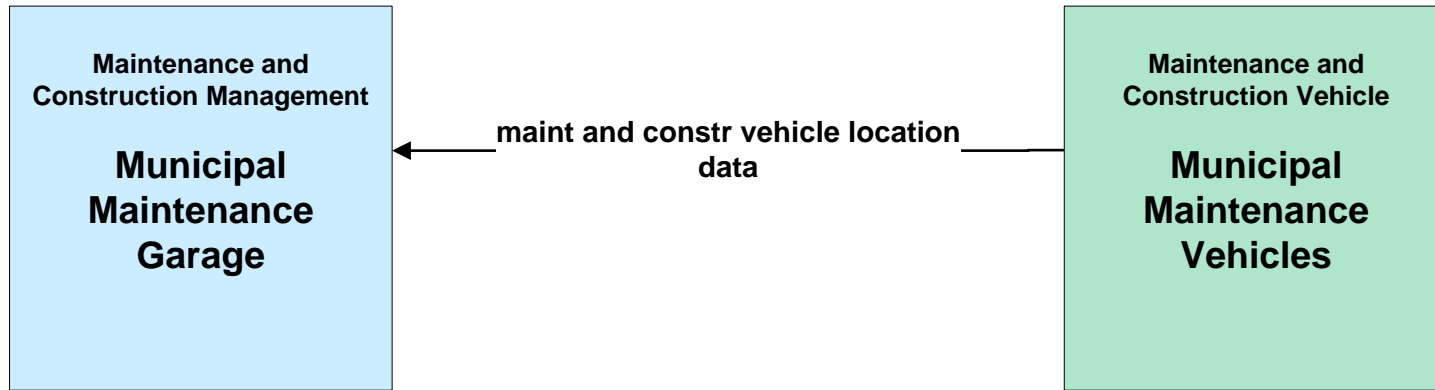 Maintenance and
Construction Management
Municipal
Maintenance
Garage
maint and constr vehicle location
data
Maintenance and
Construction Vehicle
Municipal
Maintenance
Vehicles